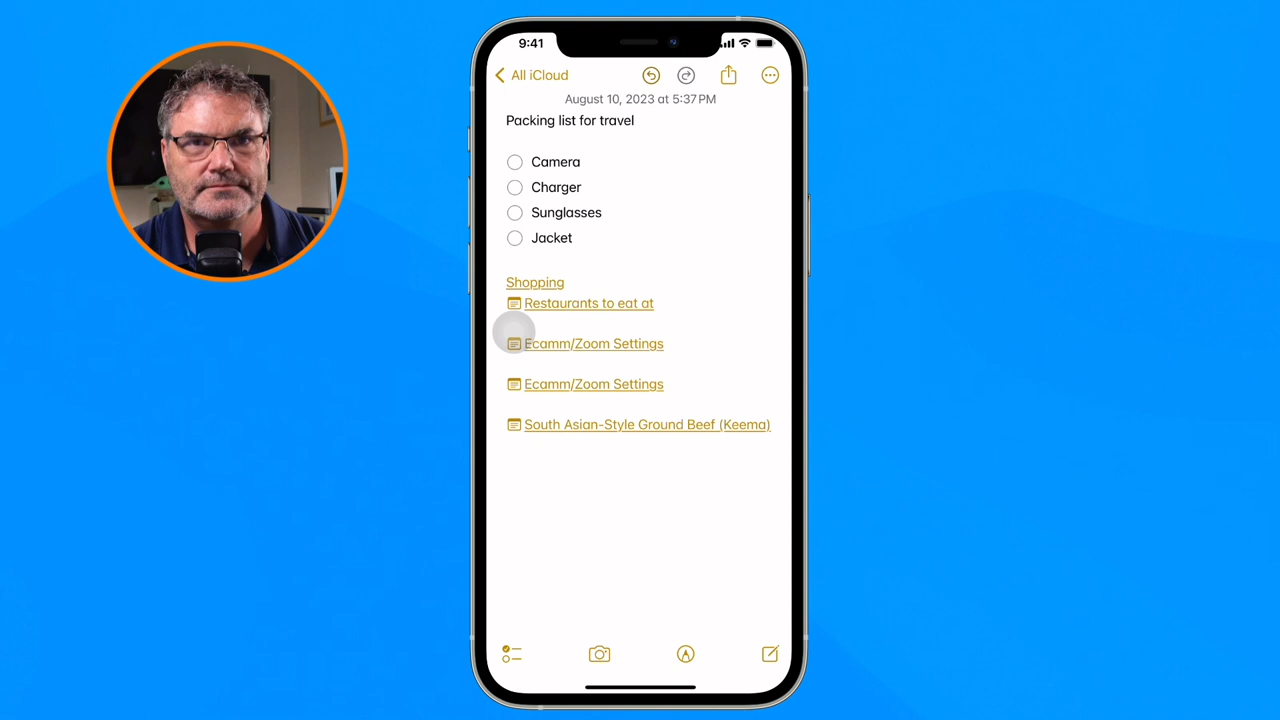 9:41
All iCloud
August 10, 2023 at 5:37 PM
Packing list for travel
Camera
Charger
Sunglasses
Jacket
Shopping
Restaurants to eat at
Ecamm/Zoom Settings
Ecamm/Zoom Settings
South Asian-Style Ground Beef (Keema)